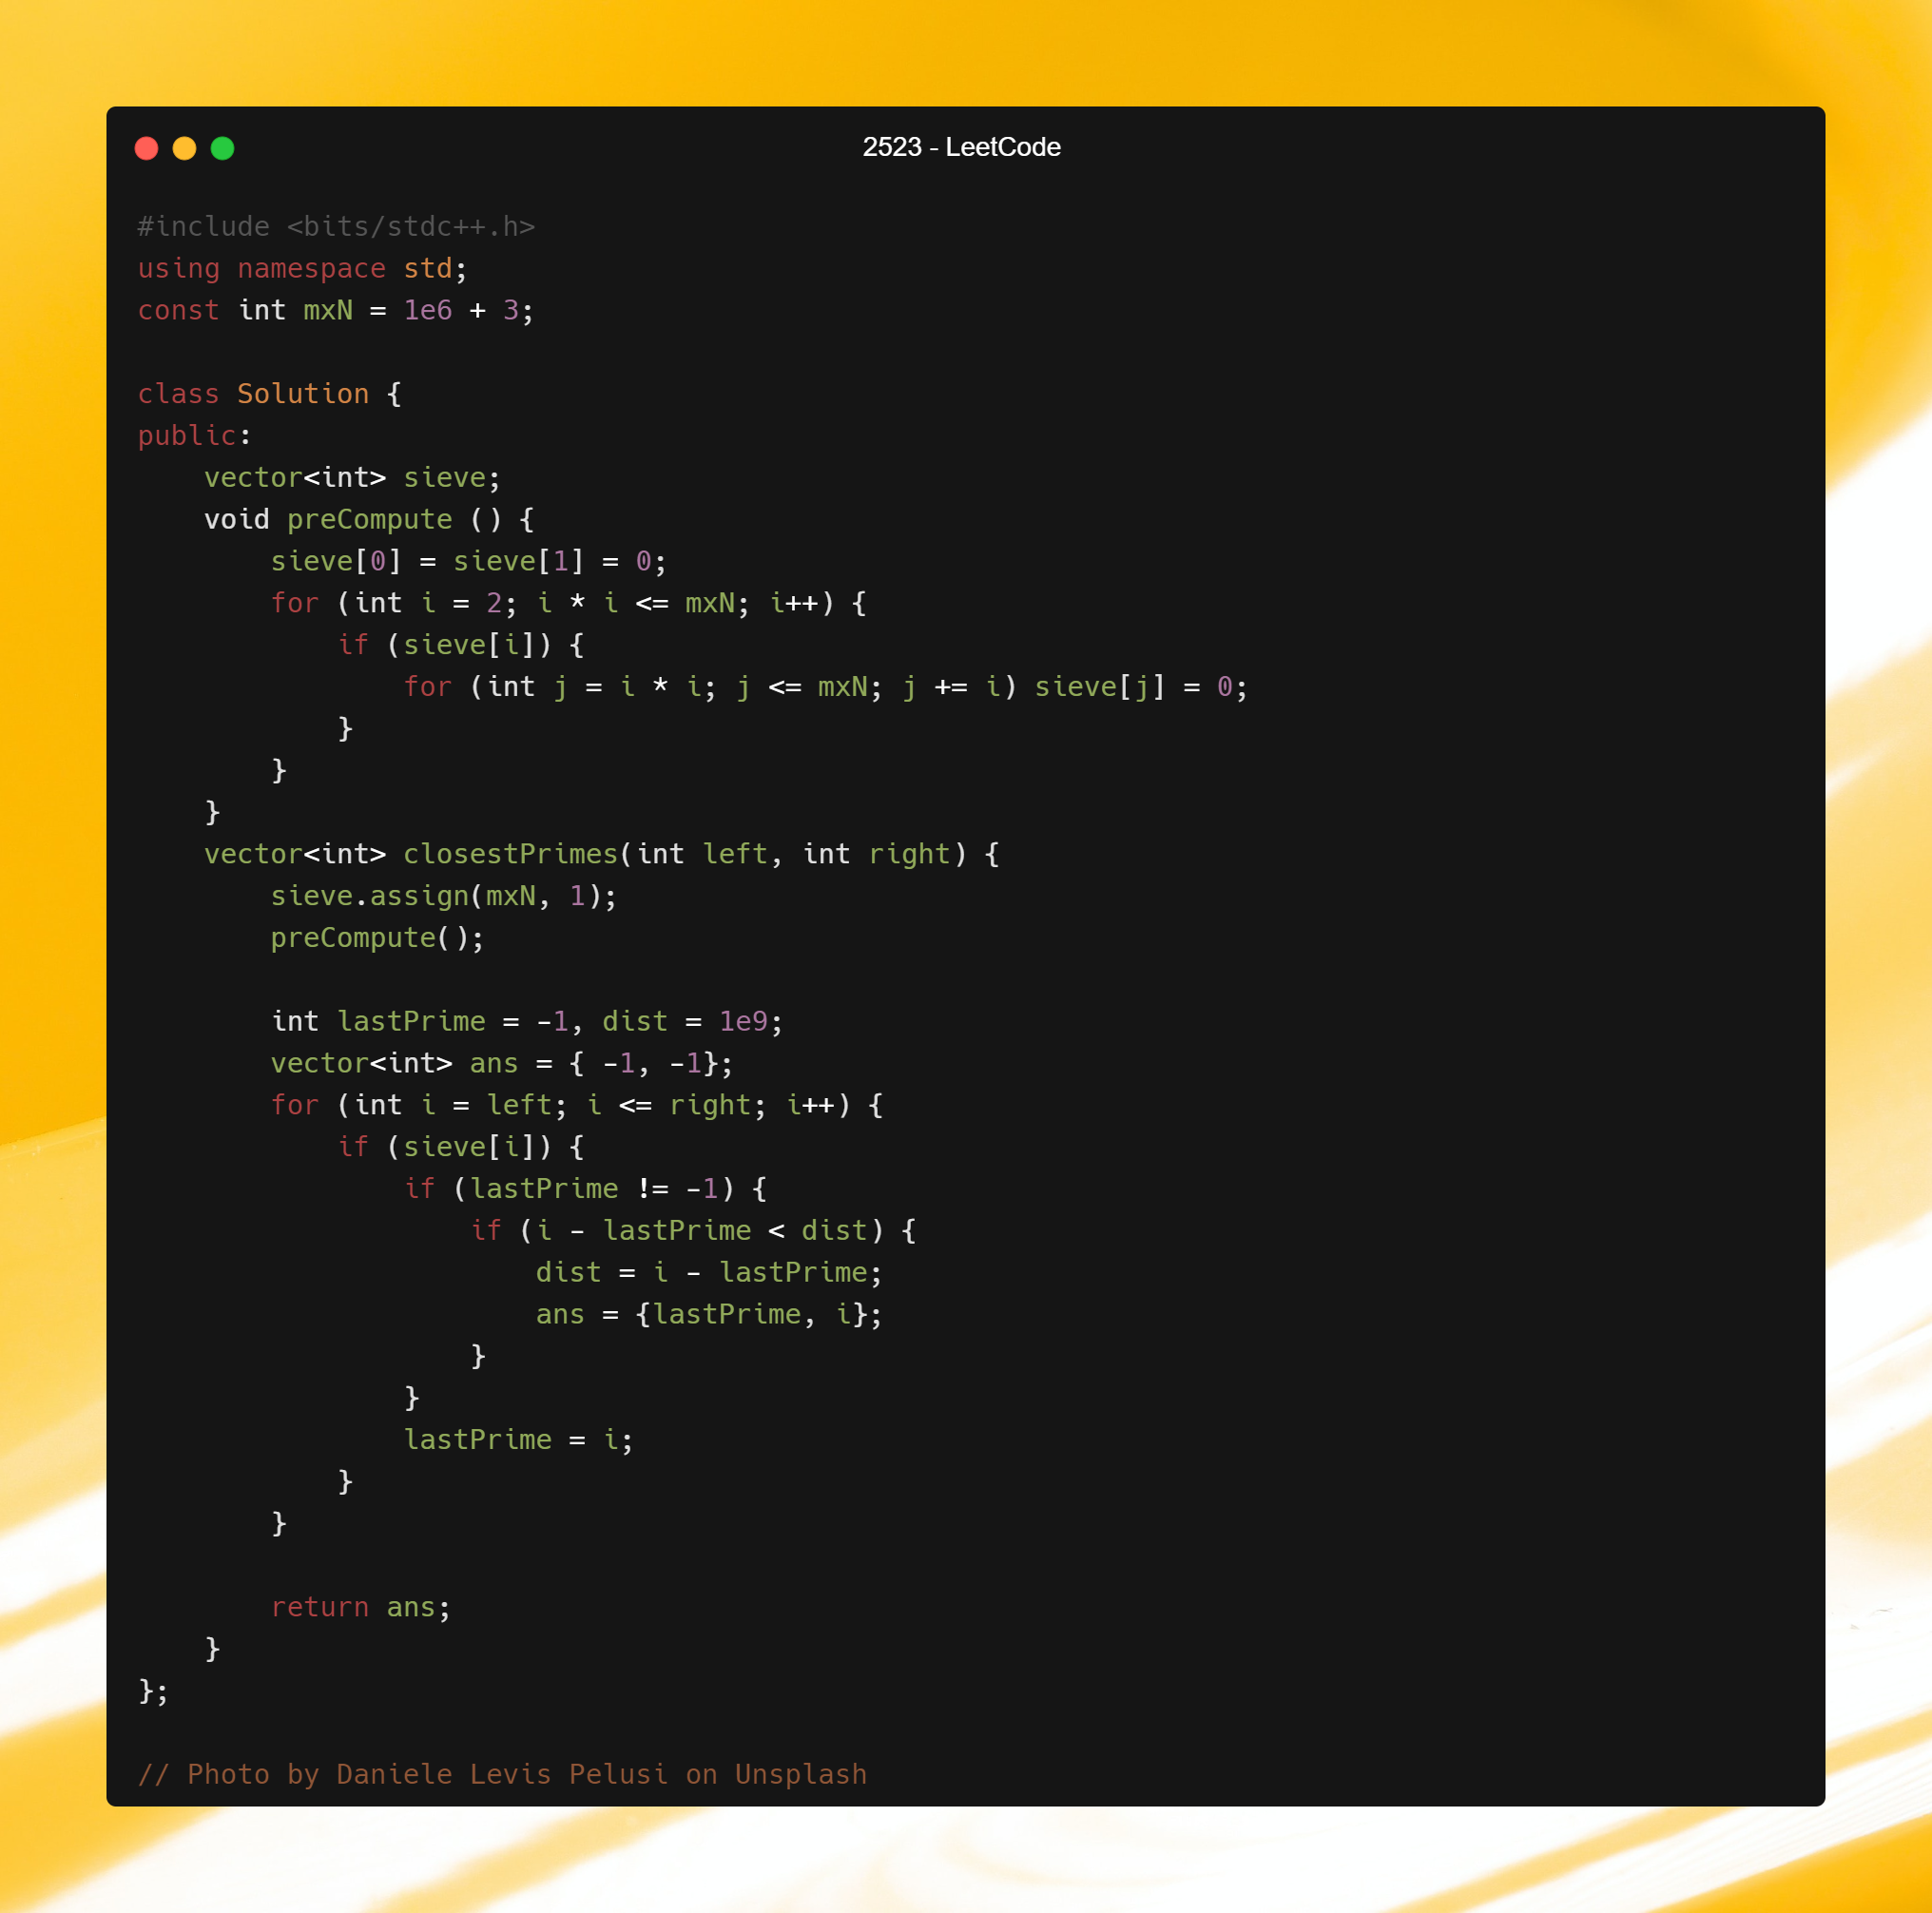 2523 - LeetCode
#include <bits/stdc++.h>
using namespace std;
const int mxN = 1e6 + 3;

class Solution {
public:
    vector<int> sieve;
    void preCompute () {
        sieve[0] = sieve[1] = 0;
        for (int i = 2; i * i <= mxN; i++) {
            if (sieve[i]) {
                for (int j = i * i; j <= mxN; j += i) sieve[j] = 0;
            }
        }
    }
    vector<int> closestPrimes(int left, int right) {
        sieve.assign(mxN, 1);
        preCompute();

        int lastPrime = -1, dist = 1e9;
        vector<int> ans = { -1, -1};
        for (int i = left; i <= right; i++) {
            if (sieve[i]) {
                if (lastPrime != -1) {
                    if (i - lastPrime < dist) {
                        dist = i - lastPrime;
                        ans = {lastPrime, i};
                    }
                }
                lastPrime = i;
            }
        }

        return ans;
    }
};

// Photo by Daniele Levis Pelusi on Unsplash